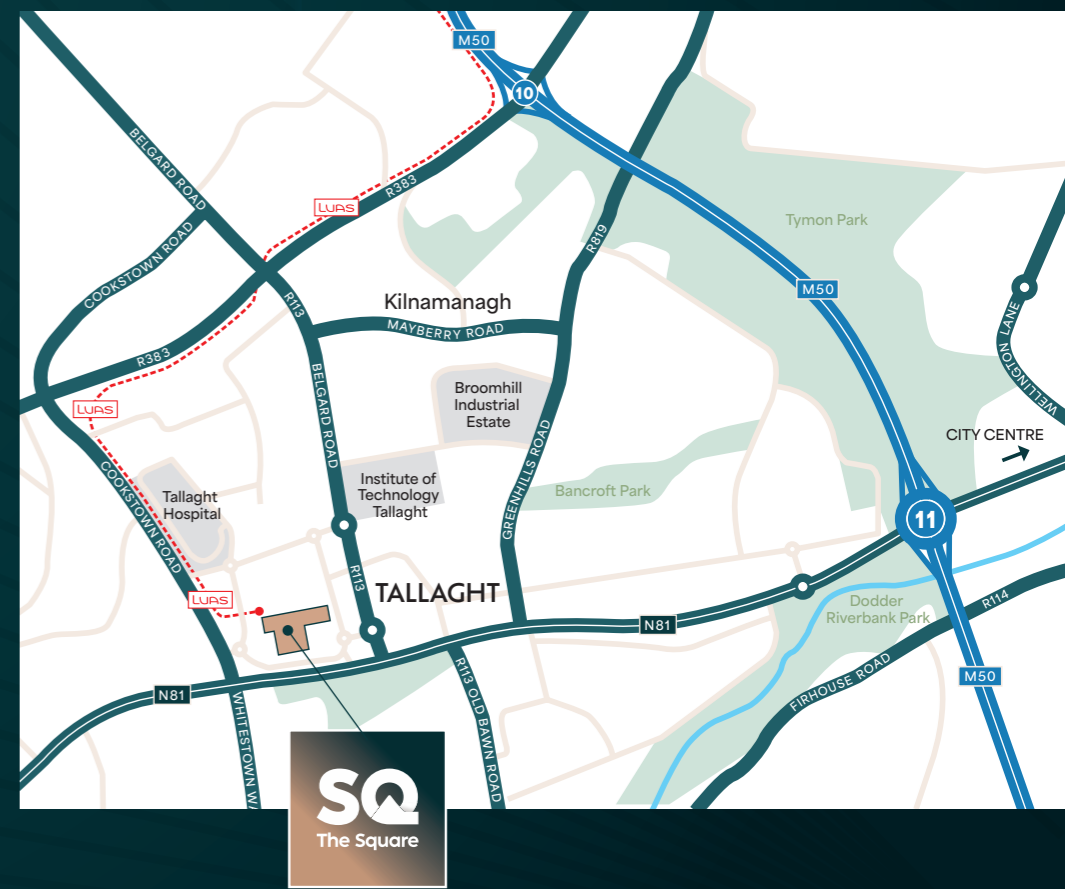 M50
10
BELGARD ROAD
R383
LUAS
COOKSTOWN ROAD
R819
Tymon Park
M50
R113
Kilnamanagh
MAYBERRY ROAD
WELLINGTON LANE
R383
LUAS
BELGARD ROAD
Broomhill
Industrial
Estate
CITY CENTRE
GREENHILLS ROAD
Institute of
Technology
Tallaght
Bancroft Park
Tallaght
Hospital
COOKSTOWN ROAD
11
R113
TALLAGHT
LUAS
Dodder
Riverbank Park
R114
N81
N81
FIRHOUSE ROAD
M50
R113 OLD BAWN ROAD
WHITESTOWN W
SQ
The Square